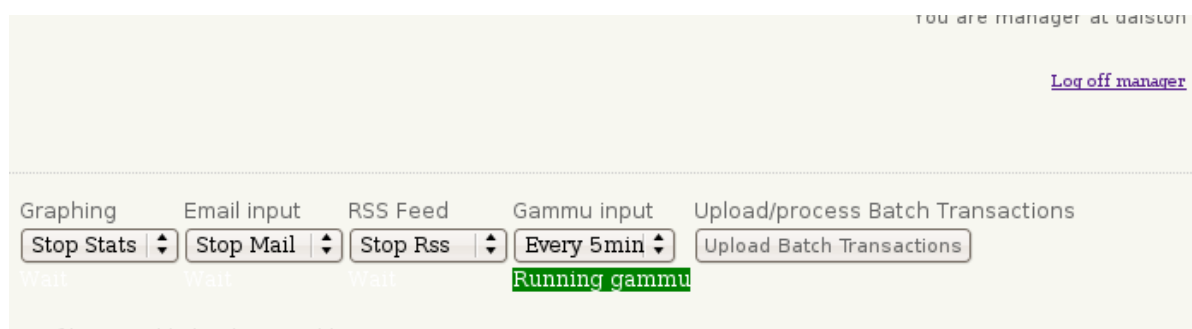 You are manager at dalston
Log off manager
Graphing Email input RSS Feed Gammu input Upload/process Batch Transactions
Stop Stats Stop Mail Stop Rss Every 5min Upload Batch Transactions
Wait Wait Wait Running gammu